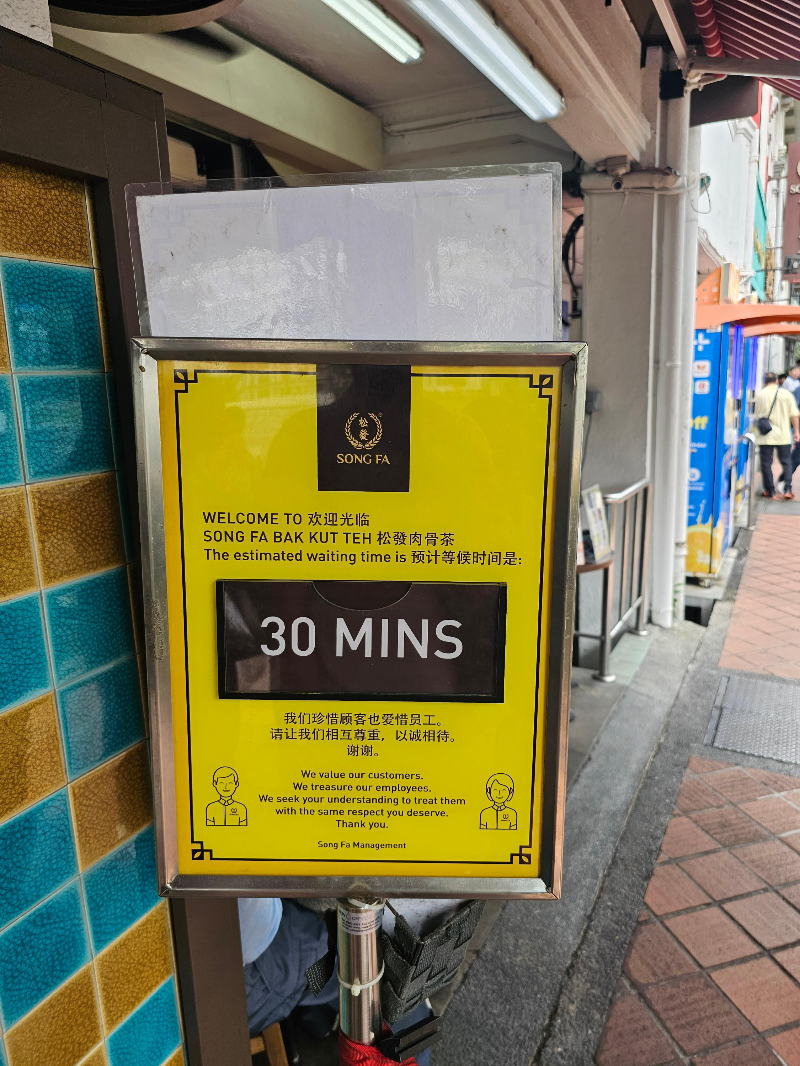 松
發
SONG FA
WELCOME TO 欢迎光临
SONG FA BAK KUT TEH 松發肉骨茶
The estimated waiting time is 预计等候时间是:
30 MINS
我们珍惜顾客也爱惜员工。
请让我们相互尊重，以诚相待。
谢谢。
We value our customers.
We treasure our employees.
We seek your understanding to treat them
with the same respect you deserve.
Thank you.
Song Fa Management